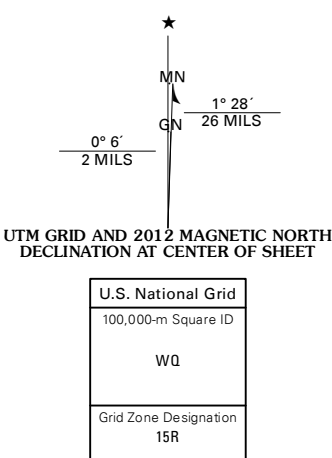 ★
MN
1° 28´
26 MILS
GN
0° 6´
2 MILS
UTM GRID AND 2012 MAGNETIC NORTH
DECLINATION AT CENTER OF SHEET
U.S. National Grid
100,000-m Square ID
WQ
Grid Zone Designation
15R